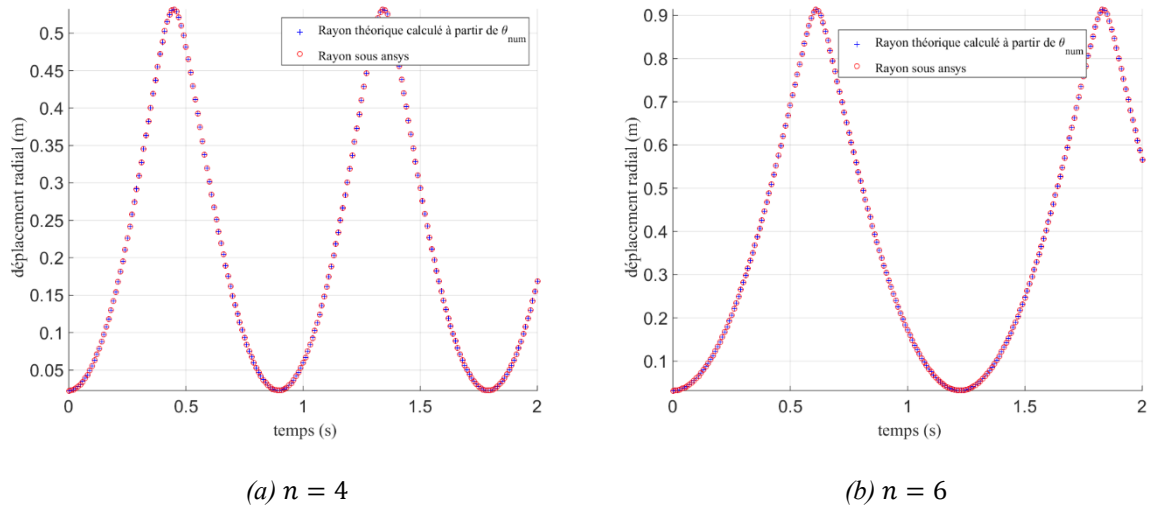 0.5
0.45
0.4
0.35
0.3
0.25
0.2
0.15
0.1
0.05
déplacement radial (m)
Rayon théorique calculé à partir de θnum
Rayon sous ansys
0 0.5 1 1.5 2
temps (s)
(a) n = 4
0.9
0.8
0.7
0.6
0.5
0.4
0.3
0.2
0.1
déplacement radial (m)
Rayon théorique calculé à partir de θnum
Rayon sous ansys
0 0.5 1 1.5 2
temps (s)
(b) n = 6